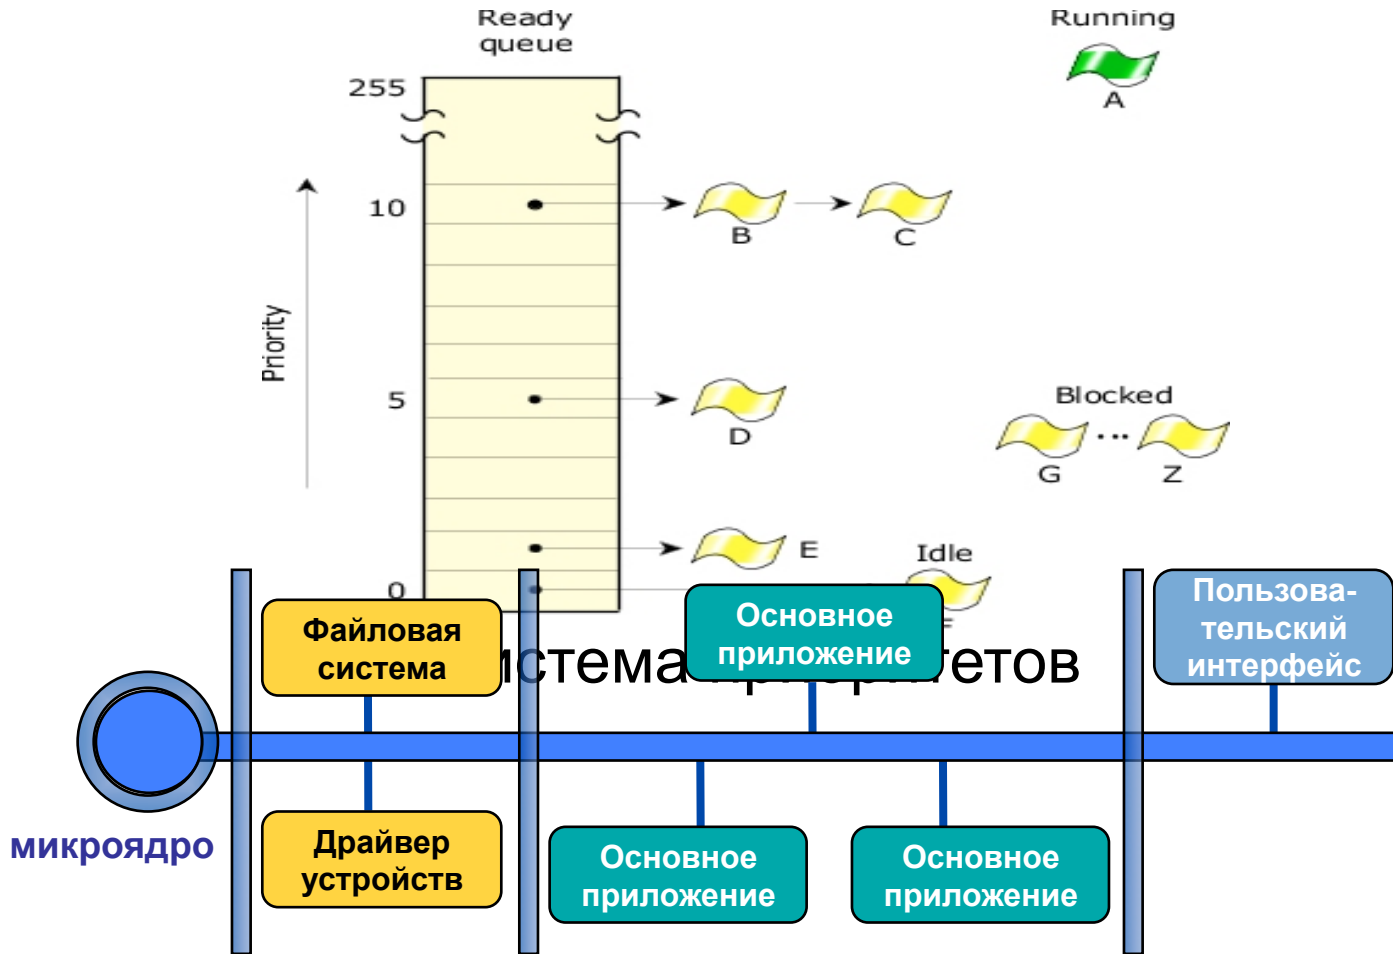 Ready
queue
Running
255
A
10
B
C
Priority
5
D
Blocked
G
...
Z
E
Idle
0
Файловая
система
Основное
приложение
Пользова-
тельский
интерфейс
микроядро
Драйвер
устройств
Основное
приложение
Основное
приложение